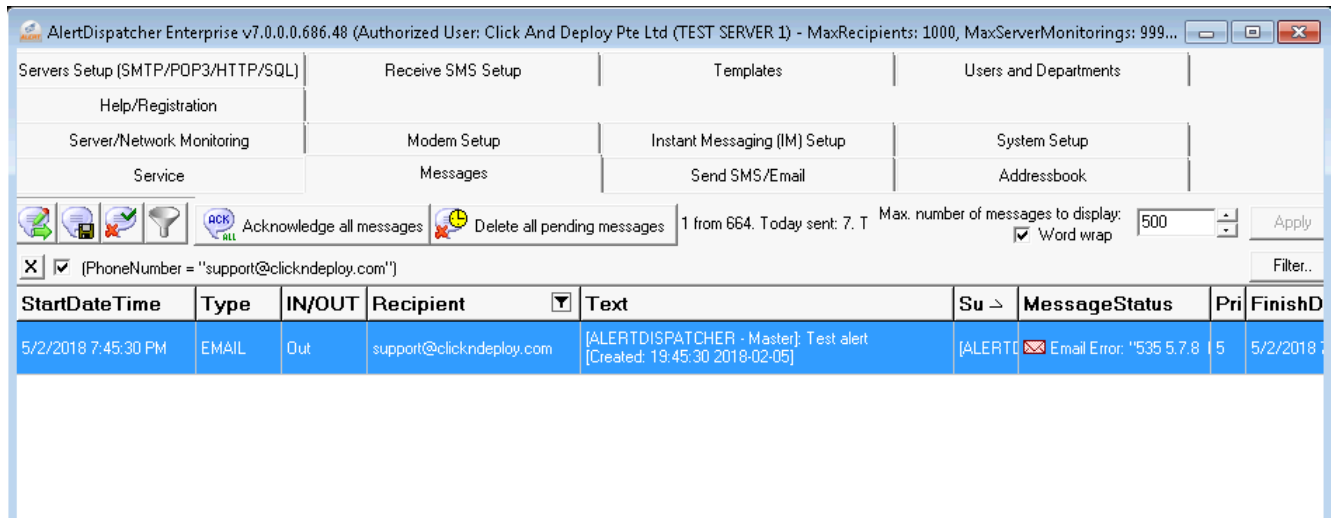 AlertDispatcher Enterprise v7.0.0.0.686.48 (Authorized User: Click And Deploy Pte Ltd (TEST SERVER 1) - MaxRecipients: 1000, MaxServerMonitorings: 999...
Servers Setup (SMTP/POP3/HTTP/SQL) Receive SMS Setup Templates Users and Departments
Help/Registration
Server/Network Monitoring Modem Setup Instant Messaging (IM) Setup System Setup
Service Messages Send SMS/Email Addressbook
ACK ALL Acknowledge all messages Delete all pending messages 1 from 664. Today sent: 7. T Max. number of messages to display: 500 Apply
Word wrap
X (PhoneNumber = "support@clickndeploy.com") Filter..
StartDateTime Type IN/OUT Recipient Text Su MessageStatus Pri FinishD
5/2/2018 7:45:30 PM EMAIL Out support@clickndeploy.com [ALERTDISPATCHER - Master]: Test alert [ALERTD Email Error: "535 5.7.8 5 5/2/2018
[Created: 19:45:30 2018-02-05]